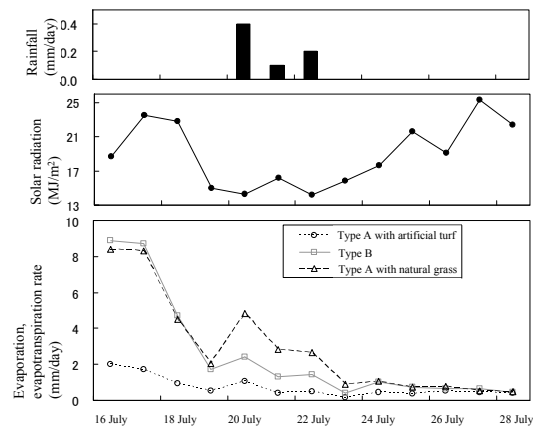 Rainfall
(mm/day)
0.4
0.2
0.0
Solar radiation
(MJ/m²)
25
21
17
13
Evaporation,
evapotranspiration rate
(mm/day)
10
8
6
4
2
0
Type A with artificial turf
Type B
Type A with natural grass
16 July 18 July 20 July 22 July 24 July 26 July 28 July